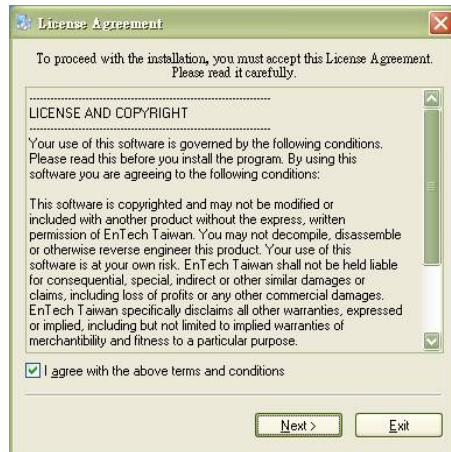 License Agreement
To proceed with the installation, you must accept this License Agreement.
Please read it carefully.
----------------------------------------------------------------------
LICENSE AND COPYRIGHT
----------------------------------------------------------------------
Your use of this software is governed by the following conditions.
Please read this before you install the program. By using this
software you are agreeing to the following conditions:
This software is copyrighted and may not be modified or
included with another product without the express, written
permission of EnTech Taiwan. You may not decompile, disassemble
or otherwise reverse engineer this product. Your use of this
software is at your own risk. EnTech Taiwan shall not be held liable
for consequential, special, indirect or other similar damages or
claims, including loss of profits or any other commercial damages.
EnTech Taiwan specifically disclaims all other warranties, expressed
or implied, including but not limited to implied warranties of
merchantibility and fitness to a particular purpose.
I agree with the above terms and conditions
Next >
Exit